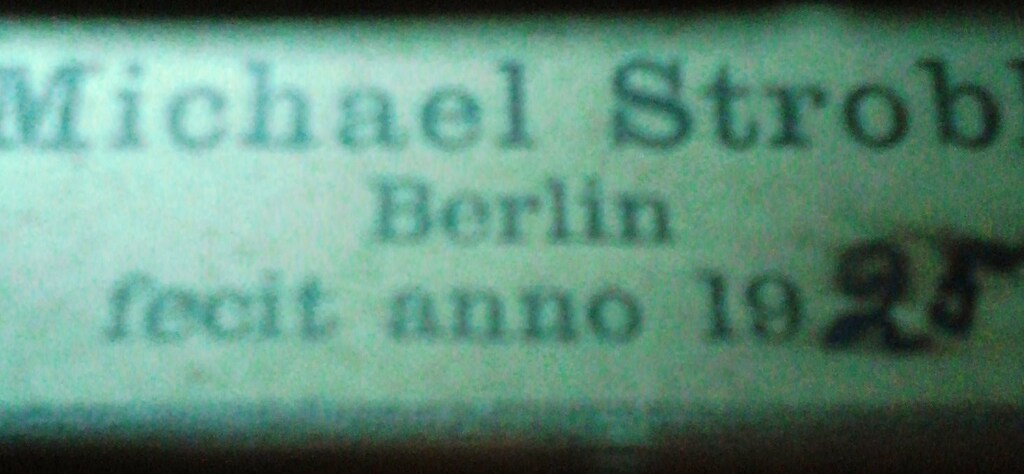 Michael Strobl
Berlin
fecit anno 1925